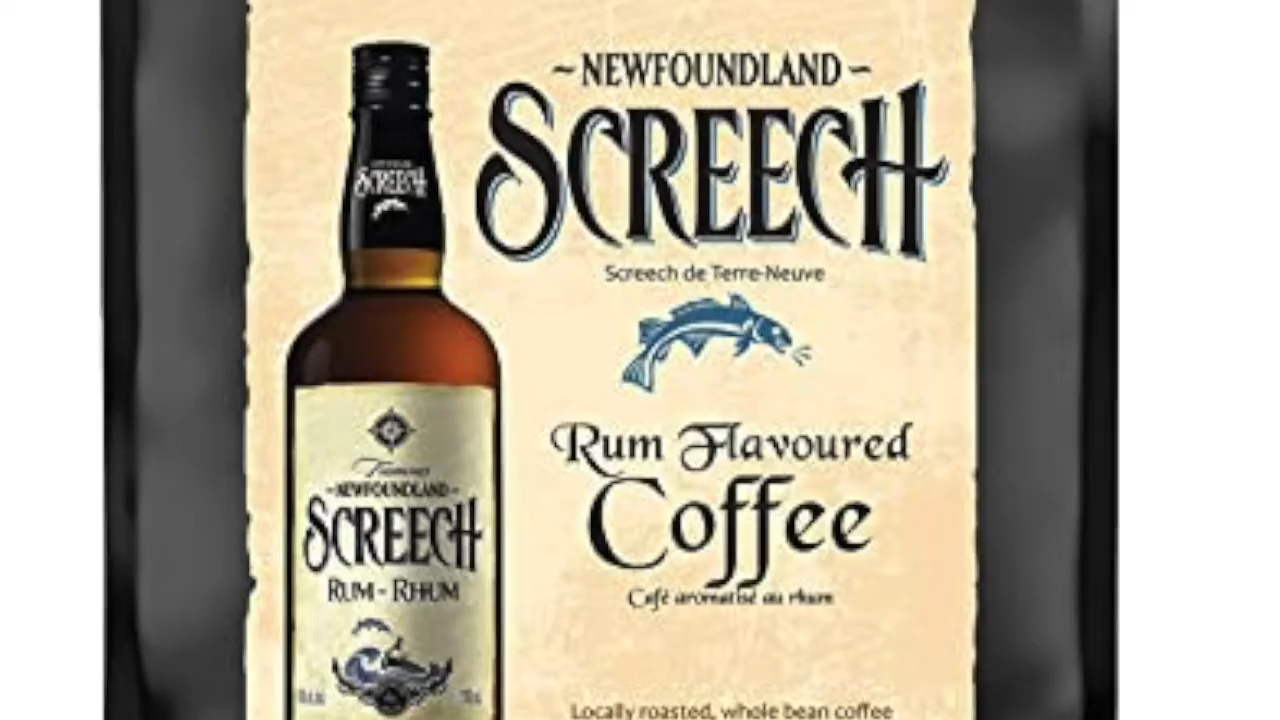 ~NEWFOUNDLAND~
SCREECH
Screech de Terre-Neuve
Rum Flavoured
Coffee
Café aromatisé au rhum
Locally roasted, whole bean coffee
SCREECH
Famous
~NEWFOUNDLAND~
SCREECH
RUM-RHUM